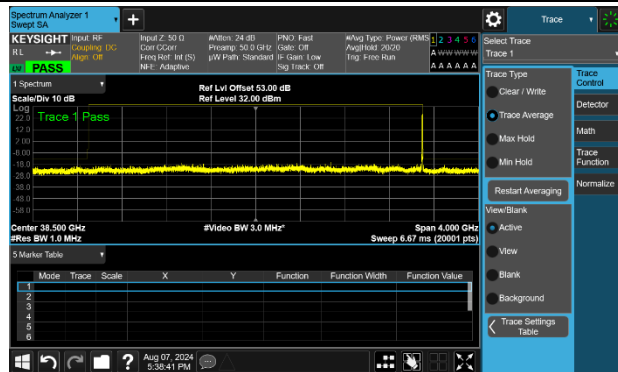 Spectrum Analyzer 1
Swept SA
+
Trace
KEYSIGHT
RL
LW PASS
Input: RF
Coupling: DC
Align: Off
Input Z: 50 Ω
Corr CCorr
Freq Ref: Int (S)
NFE: Adaptive
#Atten: 24 dB
Preamp: 50.0 GHz
µW Path: Standard
PNO: Fast
Gate: Off
IF Gain: Low
Sig Track: Off
#Avg Type: Power (RMS
Avg|Hold: 20/20
Trig: Free Run
1 2 3 4 5 6
A W W W W W
A A A A A A
Select Trace
Trace 1
1 Spectrum
Scale/Div 10 dB
Ref Lvl Offset 53.00 dB
Ref Level 32.00 dBm
Log
Trace 1 Pass
22.0
12.0
2.00
-8.00
-18.0
-28.0
-38.0
-48.0
-58.0
Center 38.500 GHz
#Res BW 1.0 MHz
#Video BW 3.0 MHz*
Span 4.000 GHz
Sweep 6.67 ms (20001 pts)
5 Marker Table
Mode Trace Scale X Y Function Function Width Function Value
1
2
3
4
5
6
Trace Type
Clear / Write
Trace Average
Max Hold
Min Hold
Restart Averaging
View/Blank
Active
View
Blank
Background
Trace Settings
Table
Trace
Control
Detector
Math
Trace
Function
Normalize
?
Aug 07, 2024
5:38:41 PM